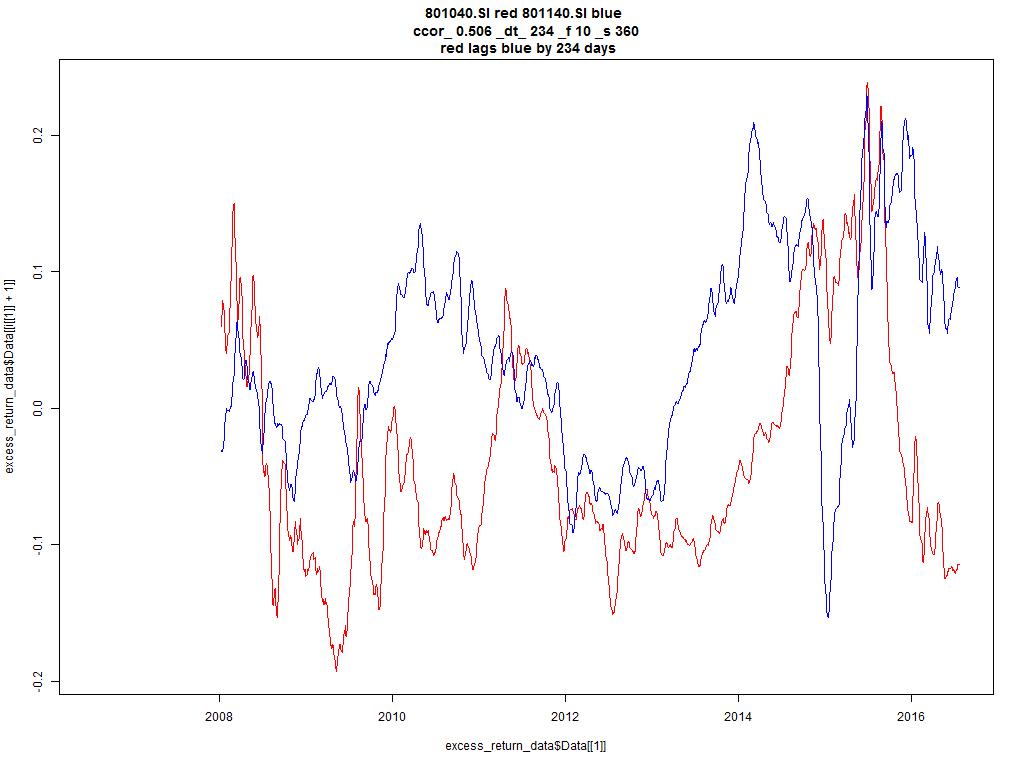 801040.SI red 801140.SI blue
ccor_ 0.506 _dt_ 234 _f 10 _s 360
red lags blue by 234 days
excess_return_data$Data[[i[i[1]] + 1]]
0.2
0.1
0.0
-0.1
-0.2
2008
2010
2012
2014
2016
excess_return_data$Data[[1]]